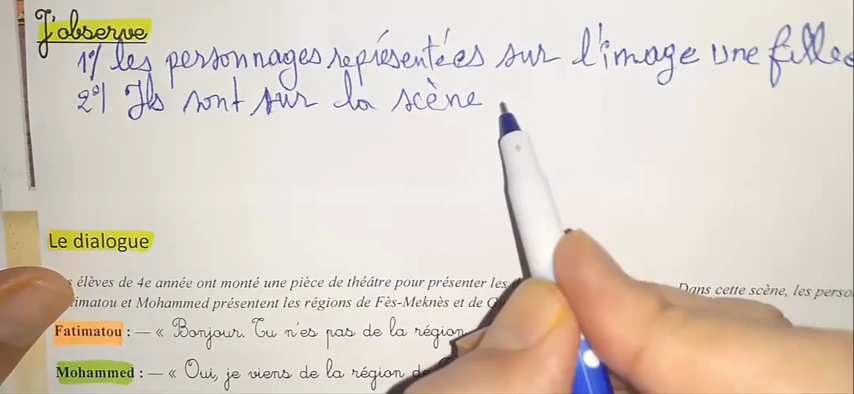 J'observe
1°/ les personnages représentées sur l'image une fille
2°/ Ils sont sur la scène
Le dialogue
élèves de 4e année ont monté une pièce de théâtre pour présenter les Dans cette scène, les perso
et Mohammed présentent les régions de Fès-Meknès et de
Fatimatou : — « Bonjour. Tu n'es pas de la région
Mohammed : — « Oui, je viens de la région